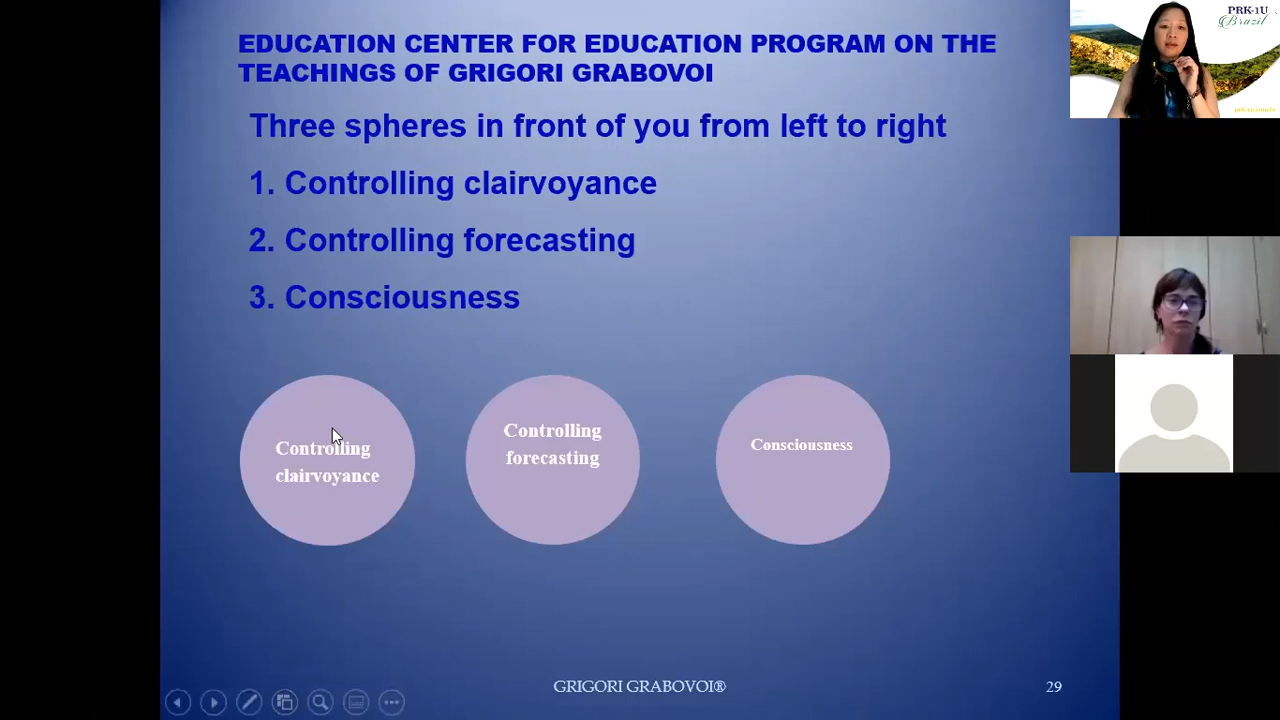 EDUCATION CENTER FOR EDUCATION PROGRAM ON THE
TEACHINGS OF GRIGORI GRABOVOI
Three spheres in front of you from left to right
1. Controlling clairvoyance
2. Controlling forecasting
3. Consciousness
Controlling
clairvoyance
Controlling
forecasting
Consciousness
GRIGORI GRABOVOI®
29
PRK-1U
Brazil